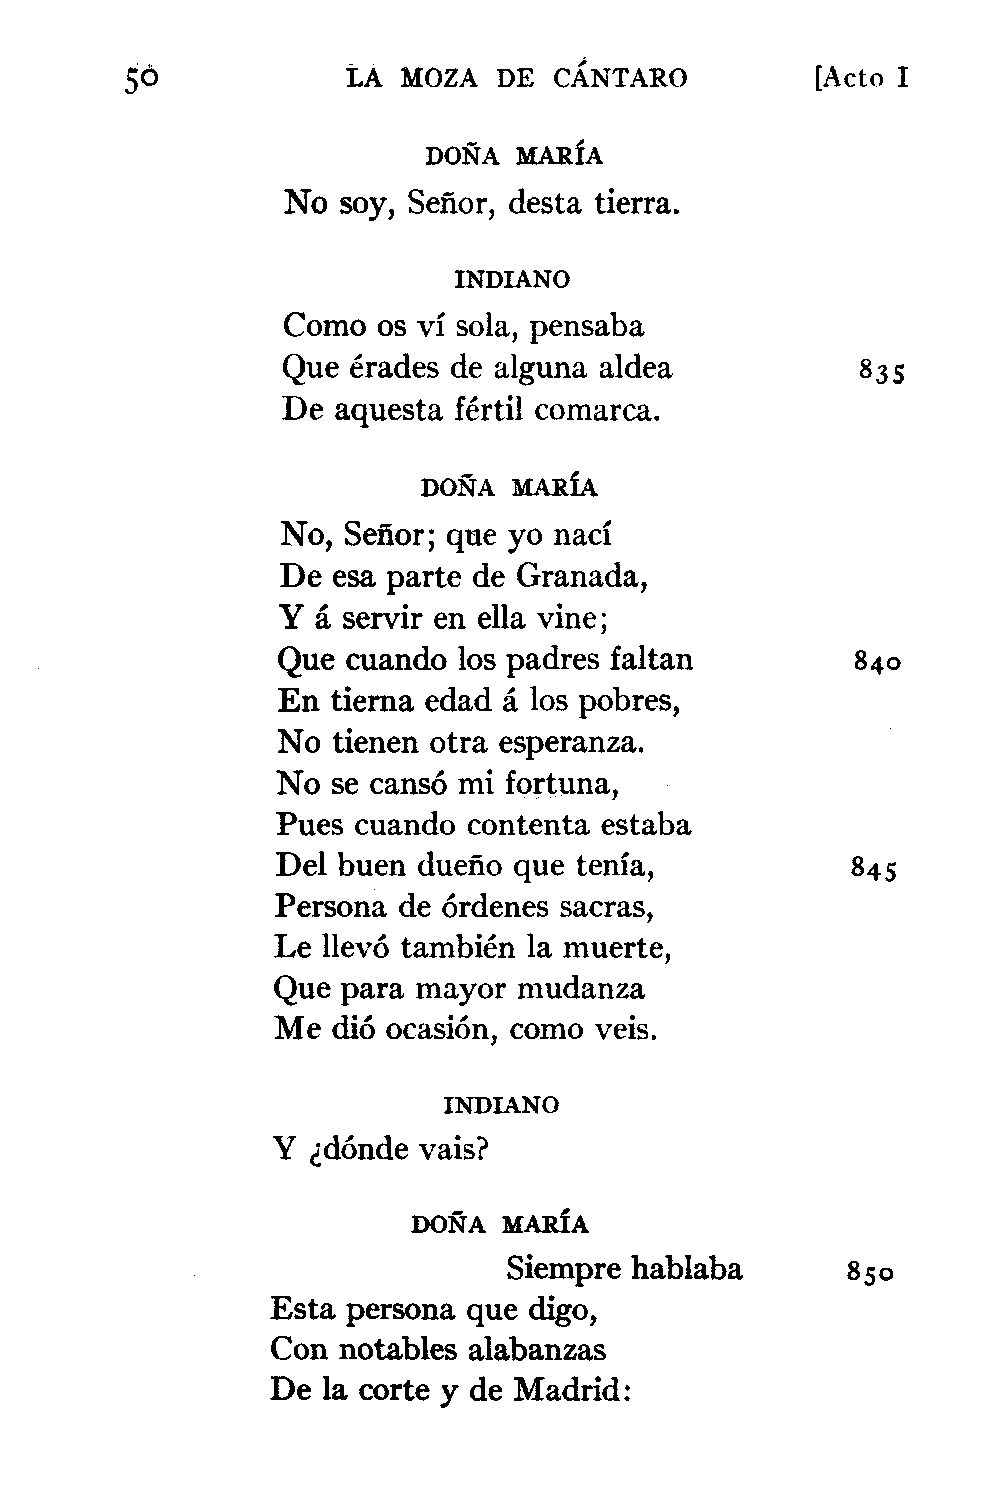 50 LA MOZA DE CÁNTARO [Acto I
DOÑA MARÍA
No soy, Señor, desta tierra.
INDIANO
Como os ví sola, pensaba
Que érades de alguna aldea 835
De aquesta fértil comarca.
DOÑA MARÍA
No, Señor; que yo nací
De esa parte de Granada,
Y á servir en ella vine;
Que cuando los padres faltan 840
En tierna edad á los pobres,
No tienen otra esperanza.
No se cansó mi fortuna,
Pues cuando contenta estaba
Del buen dueño que tenía, 845
Persona de órdenes sacras,
Le llevó también la muerte,
Que para mayor mudanza
Me dió ocasión, como veis.
INDIANO
Y ¿dónde vais?
DOÑA MARÍA
Siempre hablaba 850
Esta persona que digo,
Con notables alabanzas
De la corte y de Madrid: